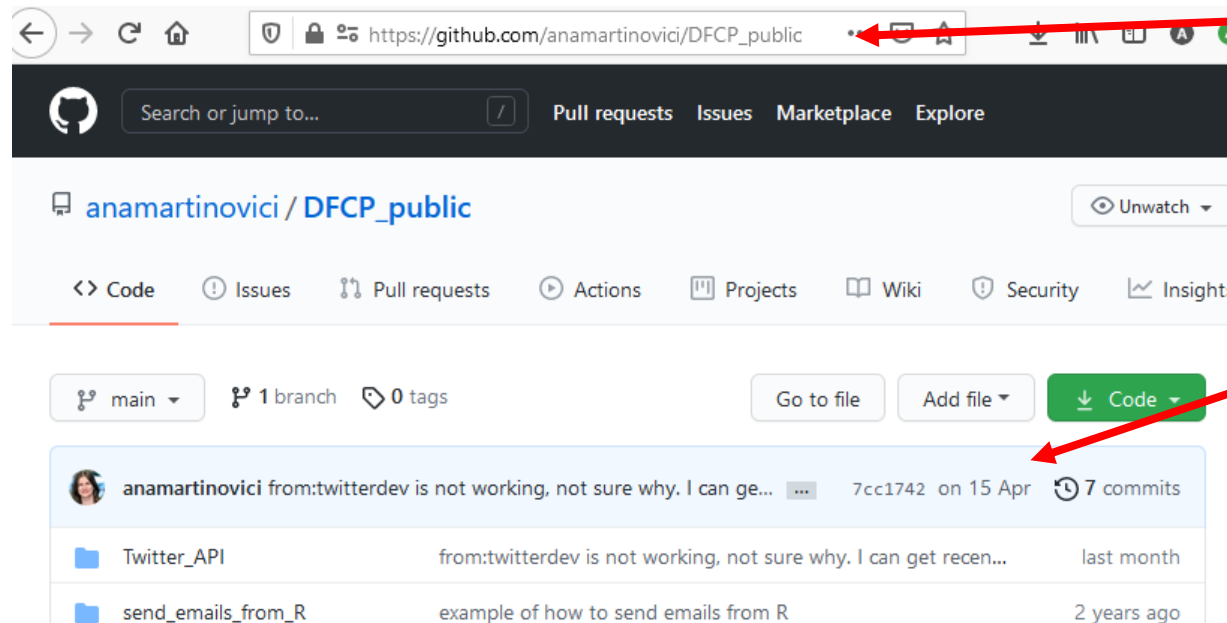 https://github.com/anamartinovici/DFCP_public
Search or jump to... / Pull requests Issues Marketplace Explore
anamartinovici / DFCP_public Unwatch
Code Issues Pull requests Actions Projects Wiki Security Insights
main 1 branch 0 tags Go to file Add file Code
anamartinovici from:twitterdev is not working, not sure why. I can ge... ... 7cc1742 on 15 Apr 7 commits
Twitter_API from:twitterdev is not working, not sure why. I can get recen... last month
send_emails_from_R example of how to send emails from R 2 years ago